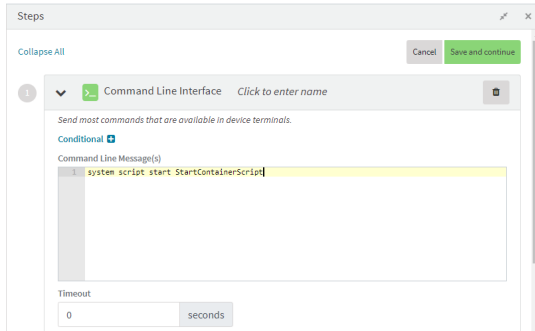 Steps
Collapse All
Cancel
Save and continue
1
>_
Command Line Interface
Click to enter name
Send most commands that are available in device terminals.
Conditional
Command Line Message(s)
1
system script start StartContainerScript
Timeout
0
seconds